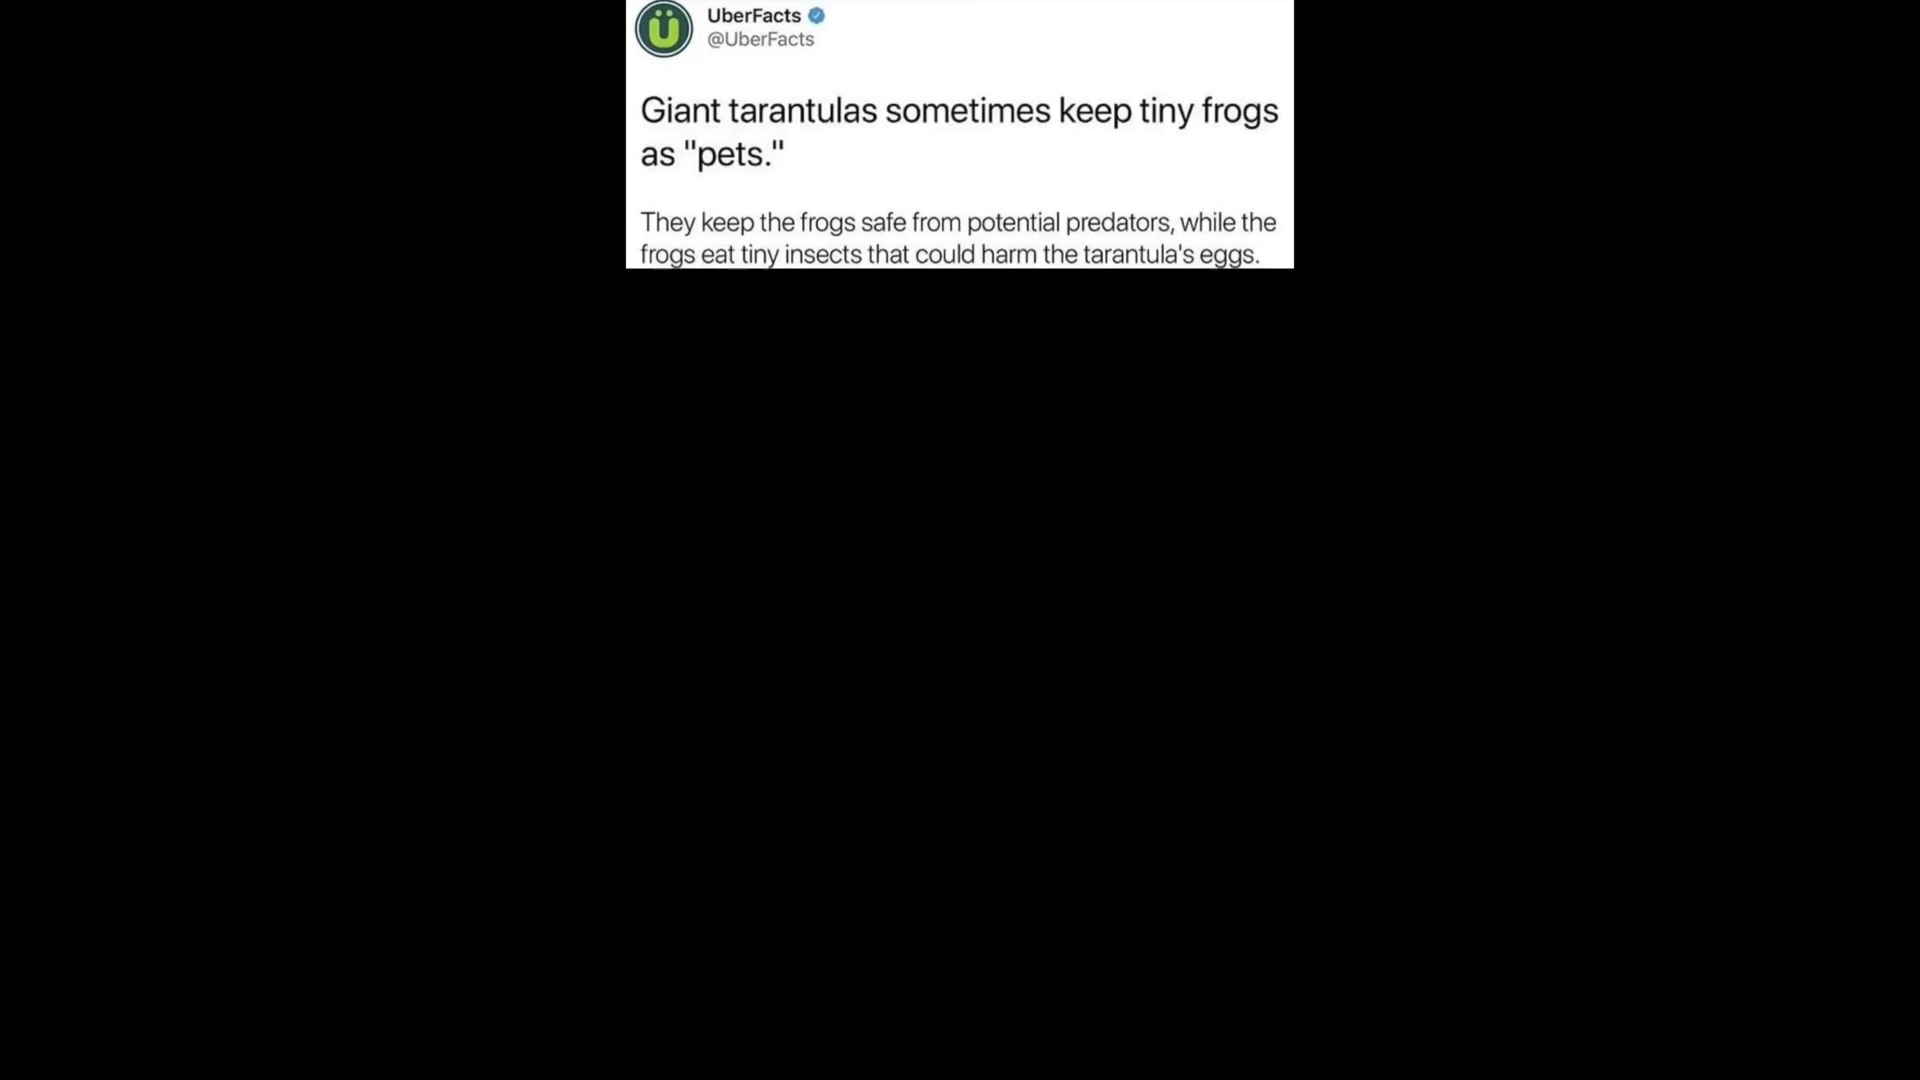 UberFacts
@UberFacts
Giant tarantulas sometimes keep tiny frogs
as "pets."
They keep the frogs safe from potential predators, while the
frogs eat tiny insects that could harm the tarantula's eggs.